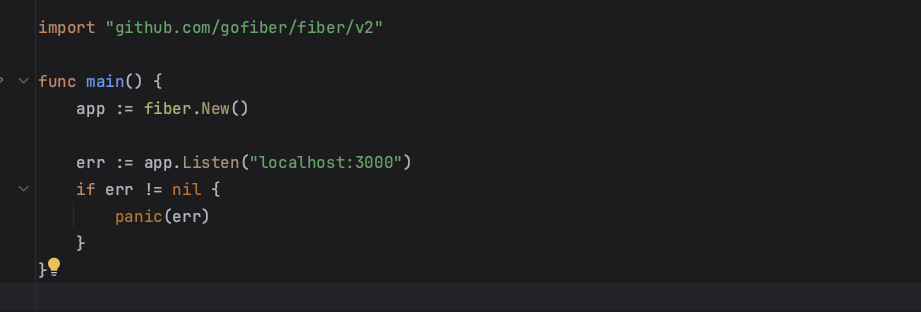 import "github.com/gofiber/fiber/v2"
func main() {
    app := fiber.New()
    err := app.Listen("localhost:3000")
    if err != nil {
        panic(err)
    }
}